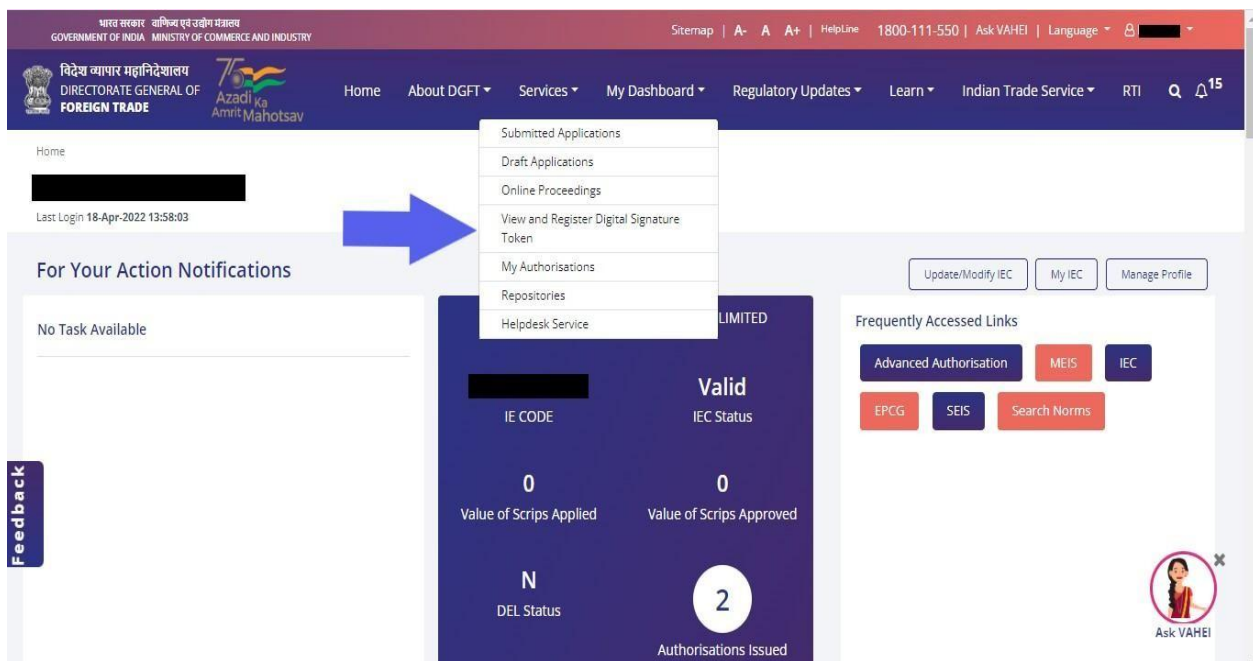 भारत सरकार वाणिज्य एवं उद्योग मंत्रालय
GOVERNMENT OF INDIA MINISTRY OF COMMERCE AND INDUSTRY
Sitemap | A- A A+ | HelpLine 1800-111-550 | Ask VAHEI | Language
विदेश व्यापार महानिदेशालय
DIRECTORATE GENERAL OF
FOREIGN TRADE
75
Azadi Ka
Amrit Mahotsav
Home About DGFT Services My Dashboard Regulatory Updates Learn Indian Trade Service RTI 15
Home
Last Login 18-Apr-2022 13:58:03
Submitted Applications
Draft Applications
Online Proceedings
View and Register Digital Signature
Token
My Authorisations
Repositories
Helpdesk Service
For Your Action Notifications
Update/Modify IEC My IEC Manage Profile
No Task Available
LIMITED
IE CODE
Valid
IEC Status
0
Value of Scrips Applied
0
Value of Scrips Approved
N
DEL Status
2
Authorisations Issued
Frequently Accessed Links
Advanced Authorisation MEIS IEC
EPCG SEIS Search Norms
Feedback
Ask VAHEI